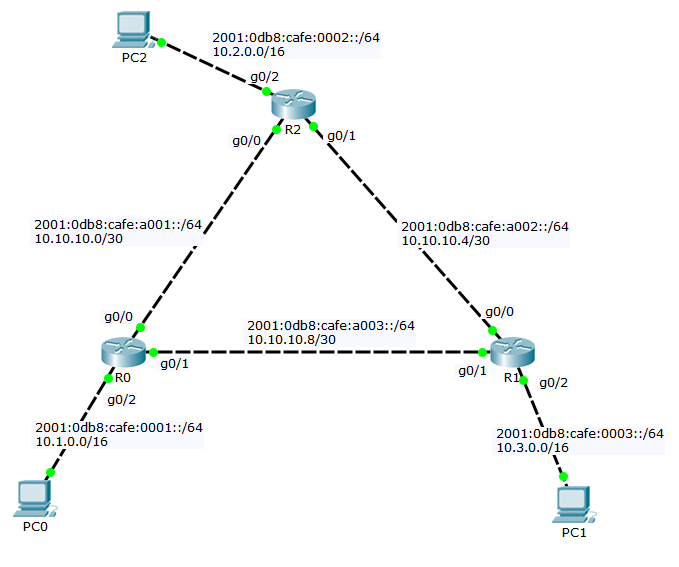 2001:0db8:cafe:0002::/64
10.2.0.0/16
PC2
g0/2
R2
g0/0
g0/1
2001:0db8:cafe:a001::/64
10.10.10.0/30
2001:0db8:cafe:a002::/64
10.10.10.4/30
g0/0
g0/0
2001:0db8:cafe:a003::/64
10.10.10.8/30
R0
g0/1
g0/1
R1
g0/2
g0/2
2001:0db8:cafe:0001::/64
10.1.0.0/16
2001:0db8:cafe:0003::/64
10.3.0.0/16
PC0
PC1